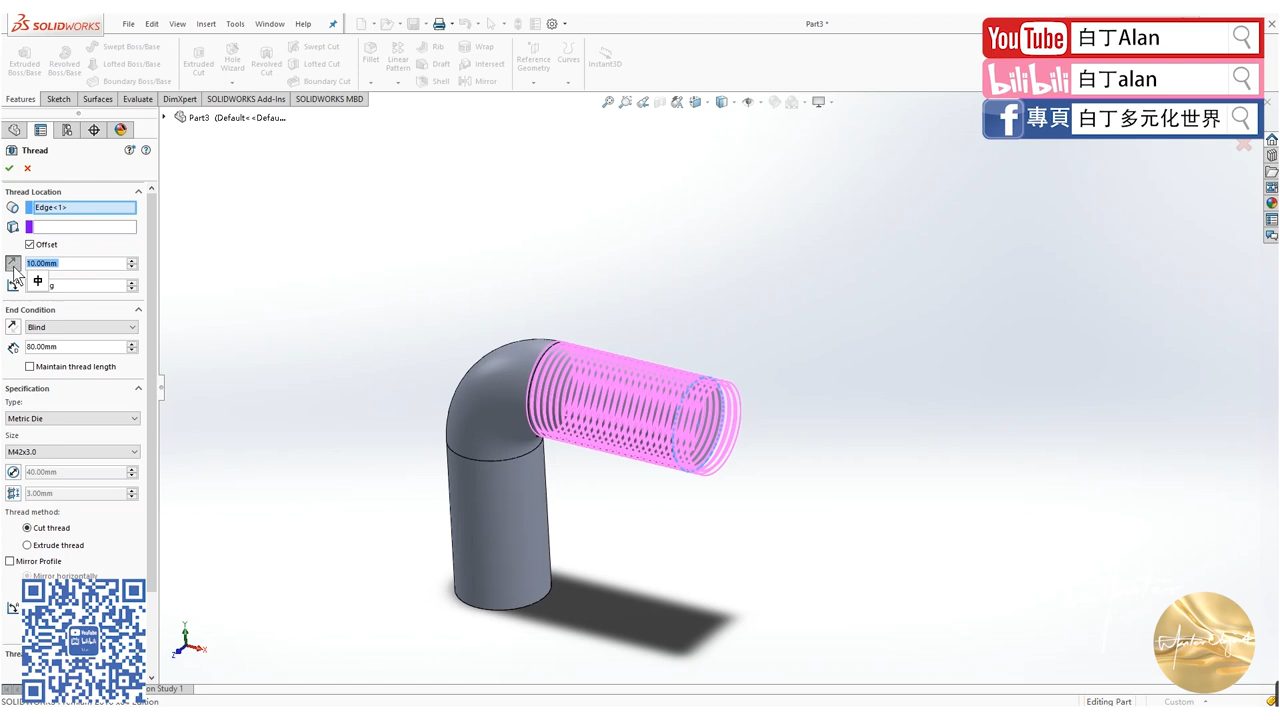 SOLIDWORKS File Edit View Insert Tools Window Help Part3 *
YouTube 白丁Alan
bilibili 白丁alan
f 專頁 白丁多元化世界
Extruded Boss/Base
Revolved Boss/Base
Swept Boss/Base
Lofted Boss/Base
Boundary Boss/Base
Extruded Cut
Hole Wizard
Revolved Cut
Swept Cut
Lofted Cut
Boundary Cut
Fillet
Linear Pattern
Rib
Draft
Shell
Wrap
Intersect
Mirror
Reference Geometry
Curves
Instant3D
Features Sketch Surfaces Evaluate DimXpert SOLIDWORKS Add-Ins SOLIDWORKS MBD
Part3 (Default<<Defau...
Thread
Thread Location
Edge<1>
Offset
10.00mm
g
End Condition
Blind
80.00mm
Maintain thread length
Specification
Type:
Metric Die
Size
M42x3.0
40.00mm
3.00mm
Thread method:
Cut thread
Extrude thread
Mirror Profile
Mirror horizontally
Y
Z X
Editing Part Custom